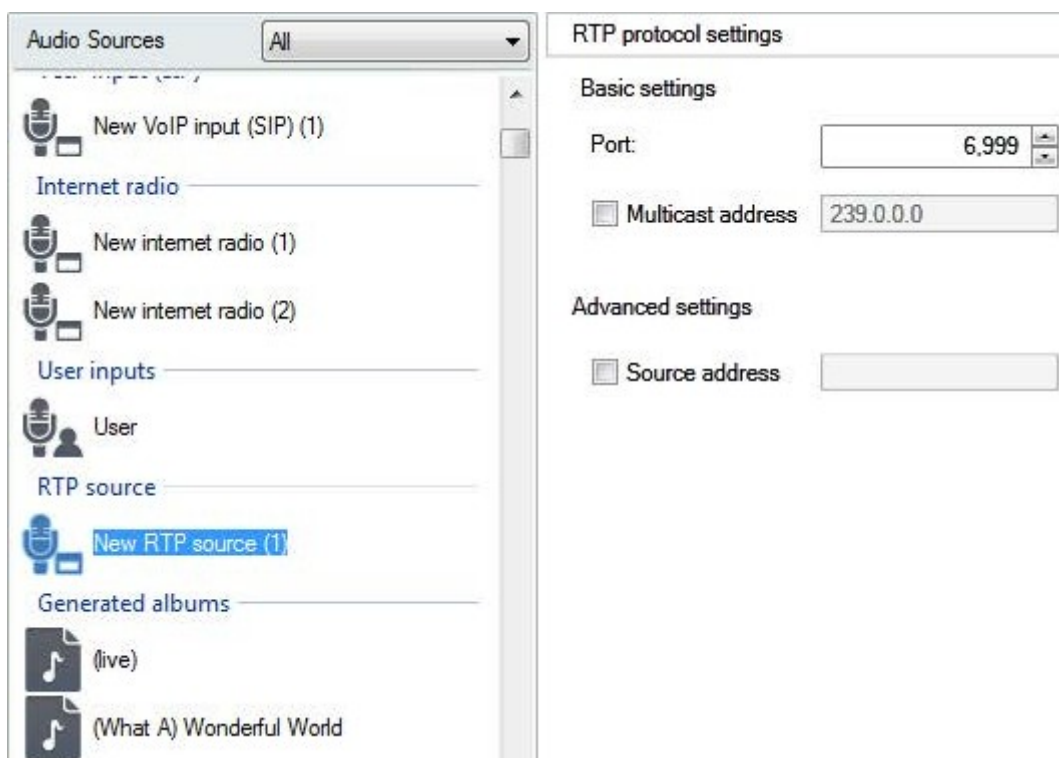 Audio Sources
All
New VoIP input (SIP) (1)
Internet radio
New internet radio (1)
New internet radio (2)
User inputs
User
RTP source
New RTP source (1)
Generated albums
(live)
(What A) Wonderful World
RTP protocol settings
Basic settings
Port:
6,999
Multicast address
239.0.0.0
Advanced settings
Source address